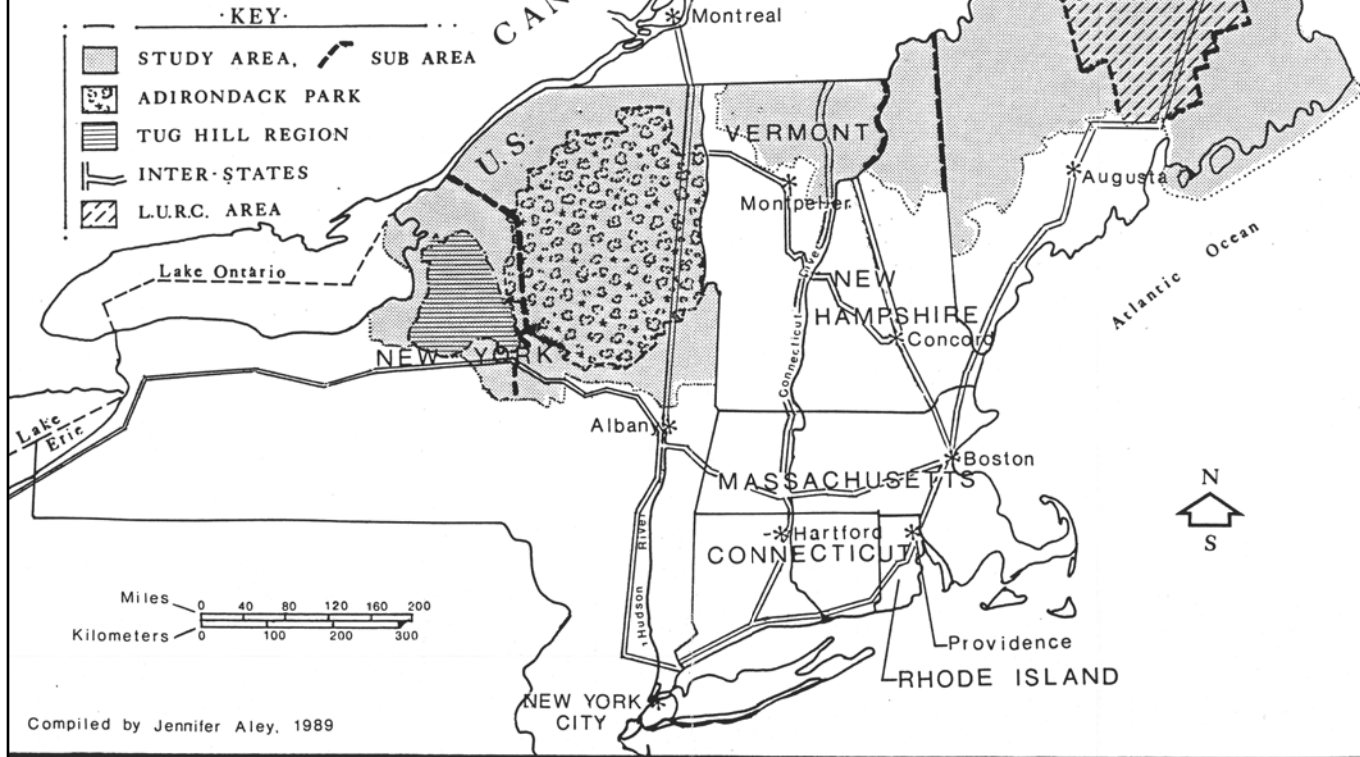 ·KEY·
STUDY AREA, SUB AREA
ADIRONDACK PARK
TUG HILL REGION
INTER-STATES
L.U.R.C. AREA
U.S.
Montreal
VERMONT
Montpelier
Augusta
Lake Ontario
Atlantic Ocean
NEW HAMPSHIRE
Concord
Connecticut River
NEW YORK
Lake Erie
Albany
Boston
MASSACHUSETTS
N
S
Hartford
CONNECTICUT
Hudson River
Miles
0 40 80 120 160 200
Kilometers
0 100 200 300
Providence
RHODE ISLAND
NEW YORK
CITY
Compiled by Jennifer Aley, 1989